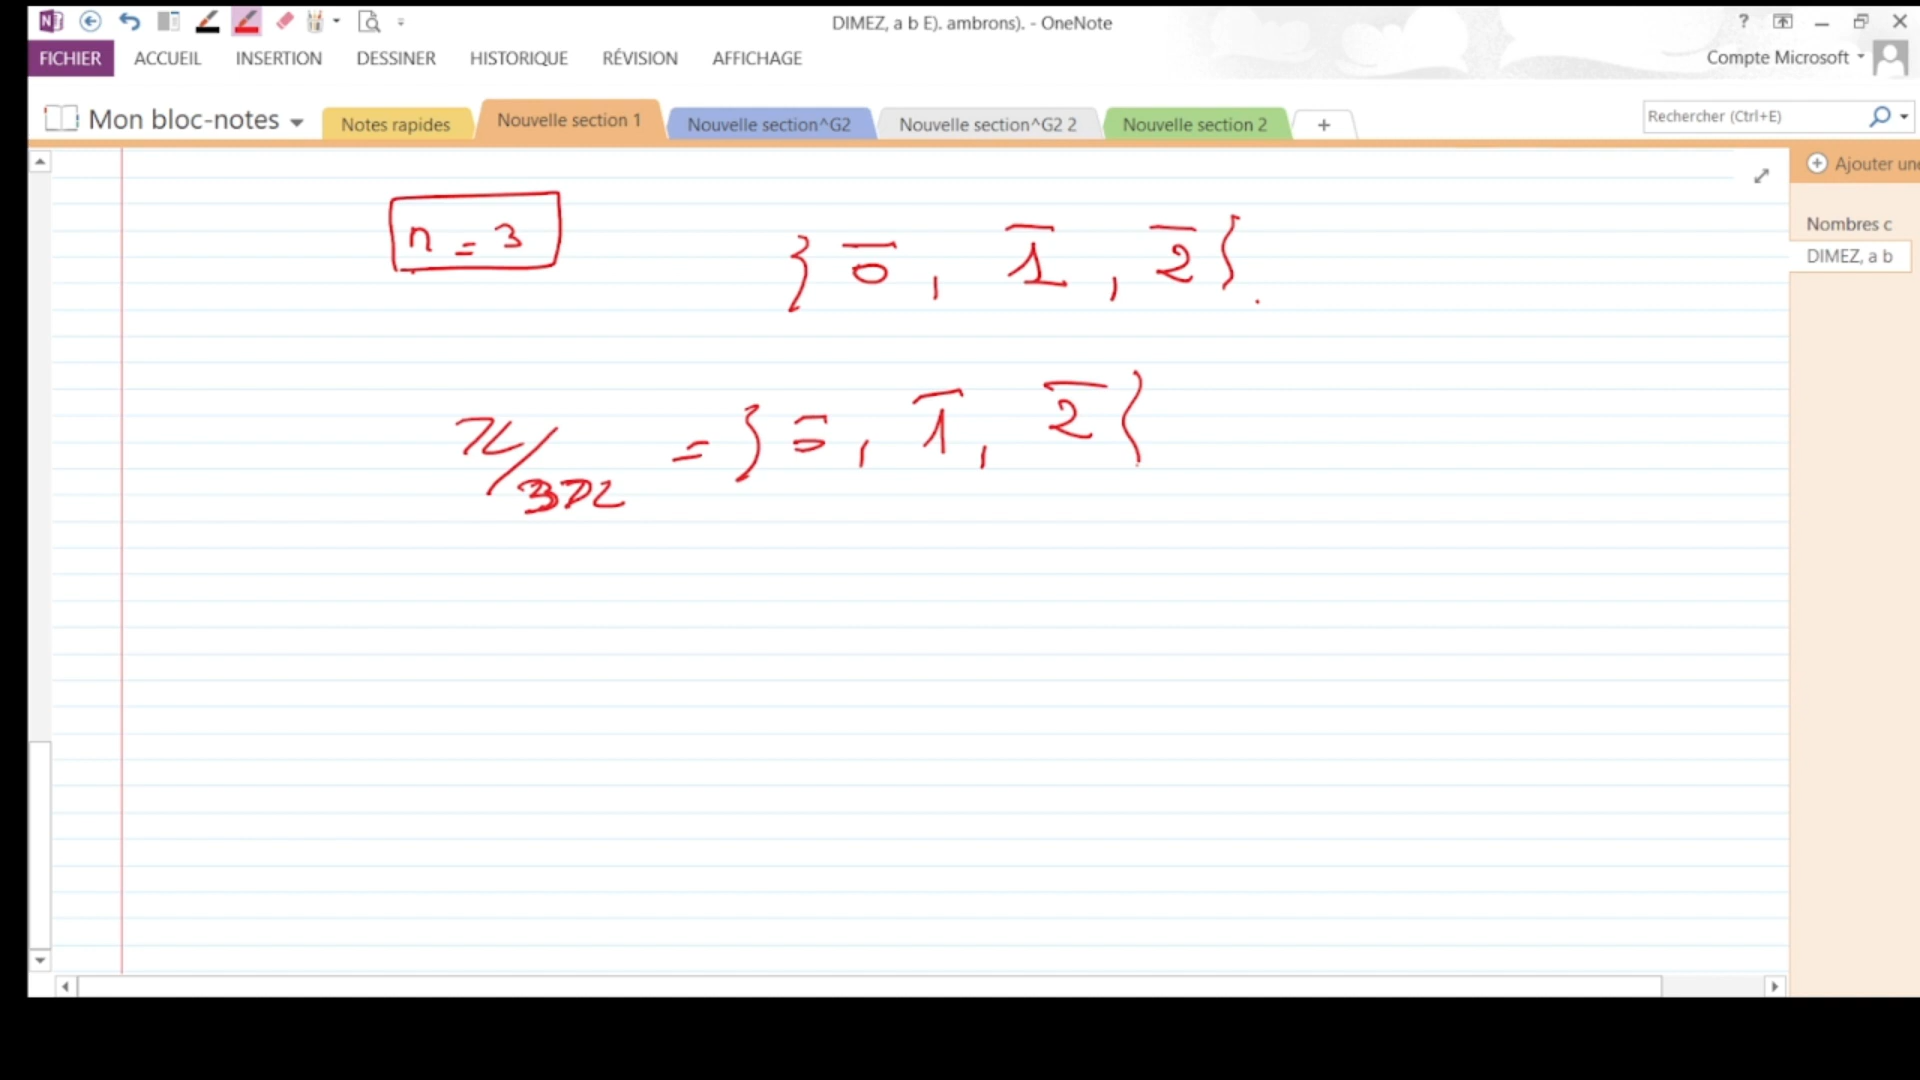 DIMEZ, a b E). ambrons). - OneNote
?
FICHIER ACCUEIL INSERTION DESSINER HISTORIQUE RÉVISION AFFICHAGE
Compte Microsoft
Mon bloc-notes
Notes rapides Nouvelle section 1 Nouvelle section^G2 Nouvelle section^G2 2 Nouvelle section 2 +
Rechercher (Ctrl+E)
Ajouter une
Nombres c
DIMEZ, a b
n = 3
} 0̅ , 1̅ , 2̅ { .
ℤ/3ℤ = } 0̅ , 1̅ , 2̅ {